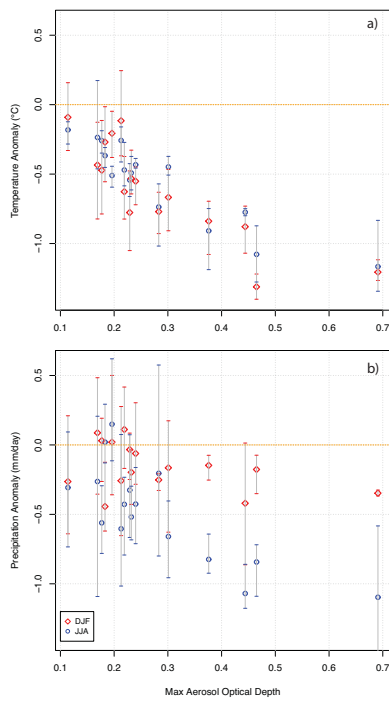 a)
0.5
0.0
−0.5
−1.0
Temperature Anomaly (°C)
0.1 0.2 0.3 0.4 0.5 0.6 0.7
b)
0.5
0.0
−0.5
−1.0
Precipitation Anomaly (mm/day)
DJF
JJA
0.1 0.2 0.3 0.4 0.5 0.6 0.7
Max Aerosol Optical Depth